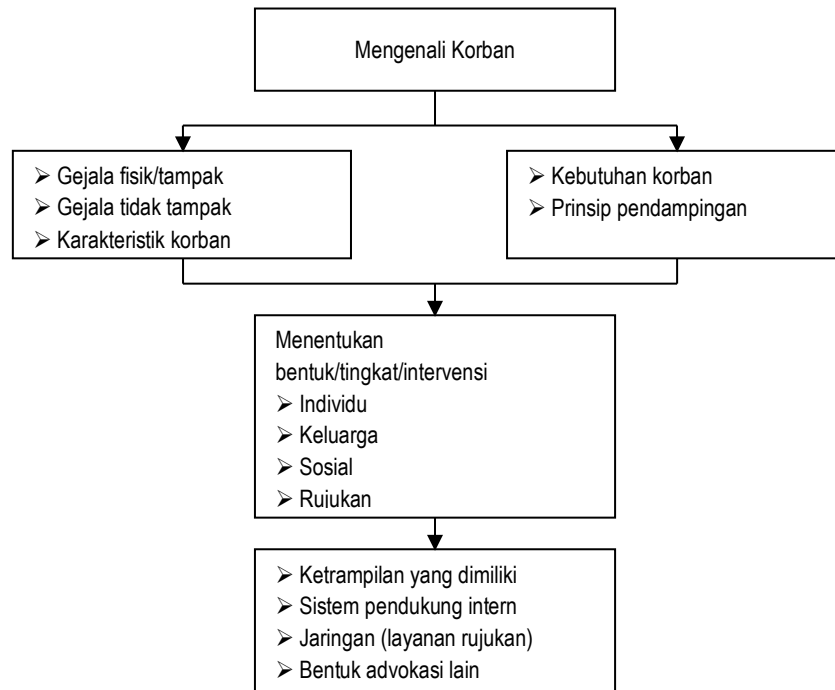 Mengenali Korban
➢ Gejala fisik/tampak
➢ Gejala tidak tampak
➢ Karakteristik korban
➢ Kebutuhan korban
➢ Prinsip pendampingan
Menentukan
bentuk/tingkat/intervensi
➢ Individu
➢ Keluarga
➢ Sosial
➢ Rujukan
➢ Ketrampilan yang dimiliki
➢ Sistem pendukung intern
➢ Jaringan (layanan rujukan)
➢ Bentuk advokasi lain